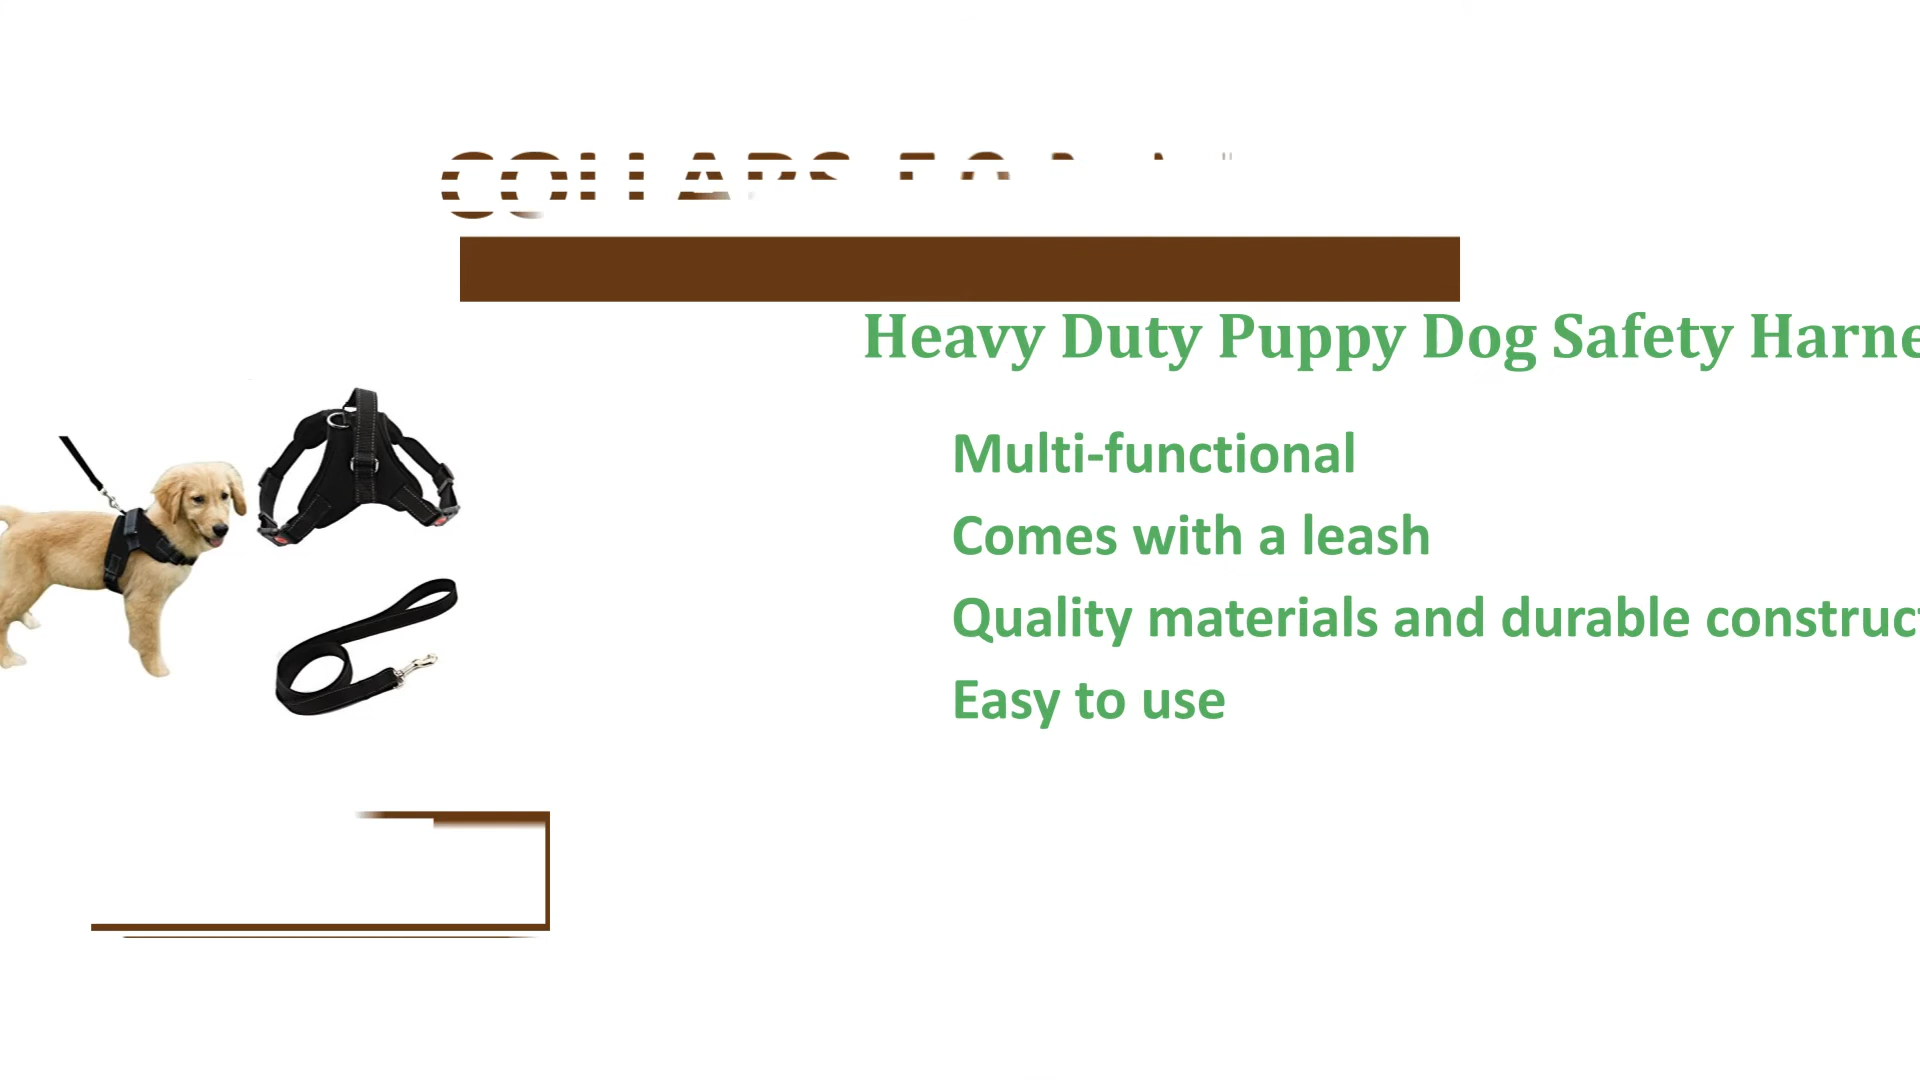 Heavy Duty Puppy Dog Safety Harne
Multi-functional
Comes with a leash
Quality materials and durable construct
Easy to use